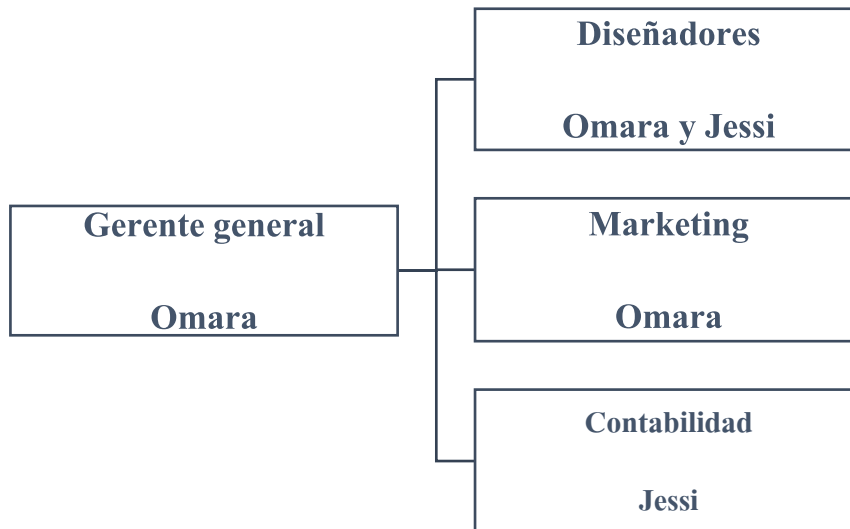 Gerente general
Omara
Diseñadores
Omara y Jessi
Marketing
Omara
Contabilidad
Jessi